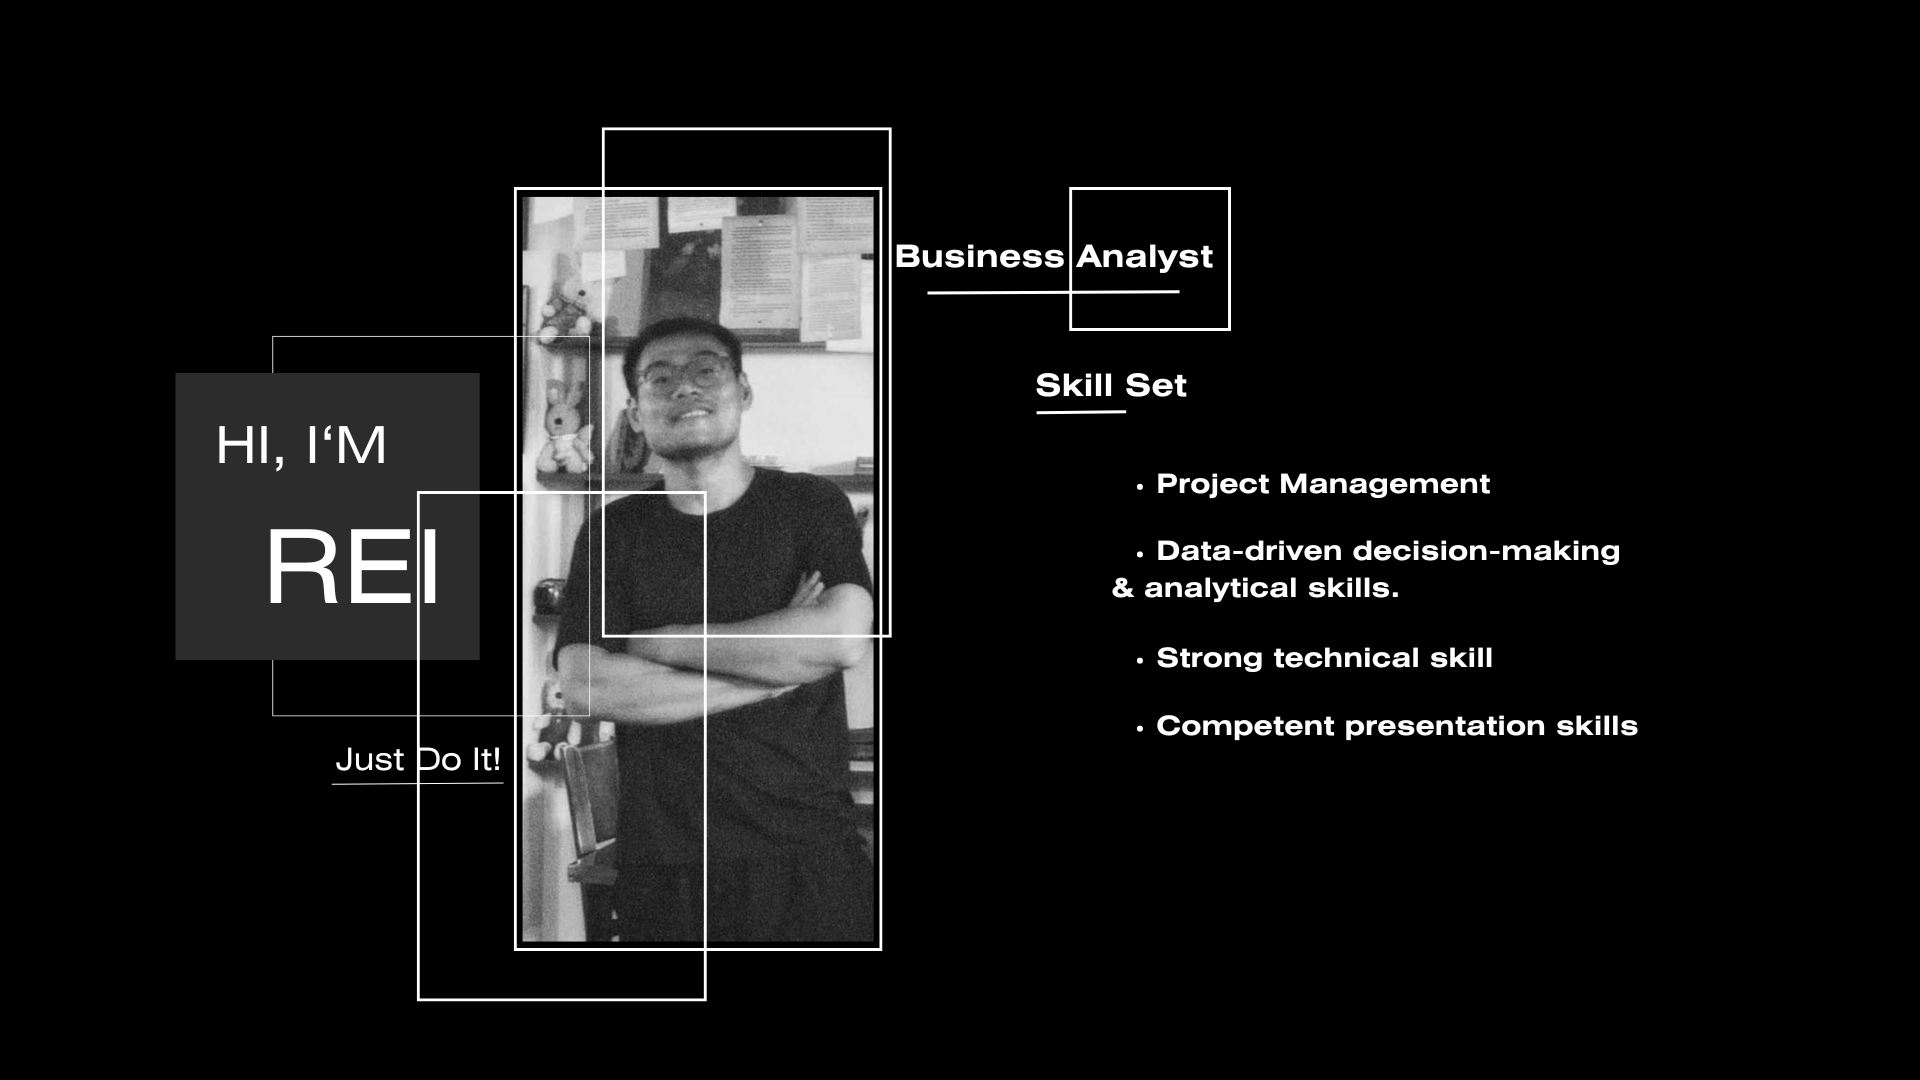 HI, I‘M
REI
Just Do It!
Business Analyst
Skill Set
• Project Management
• Data-driven decision-making
& analytical skills.
• Strong technical skill
• Competent presentation skills